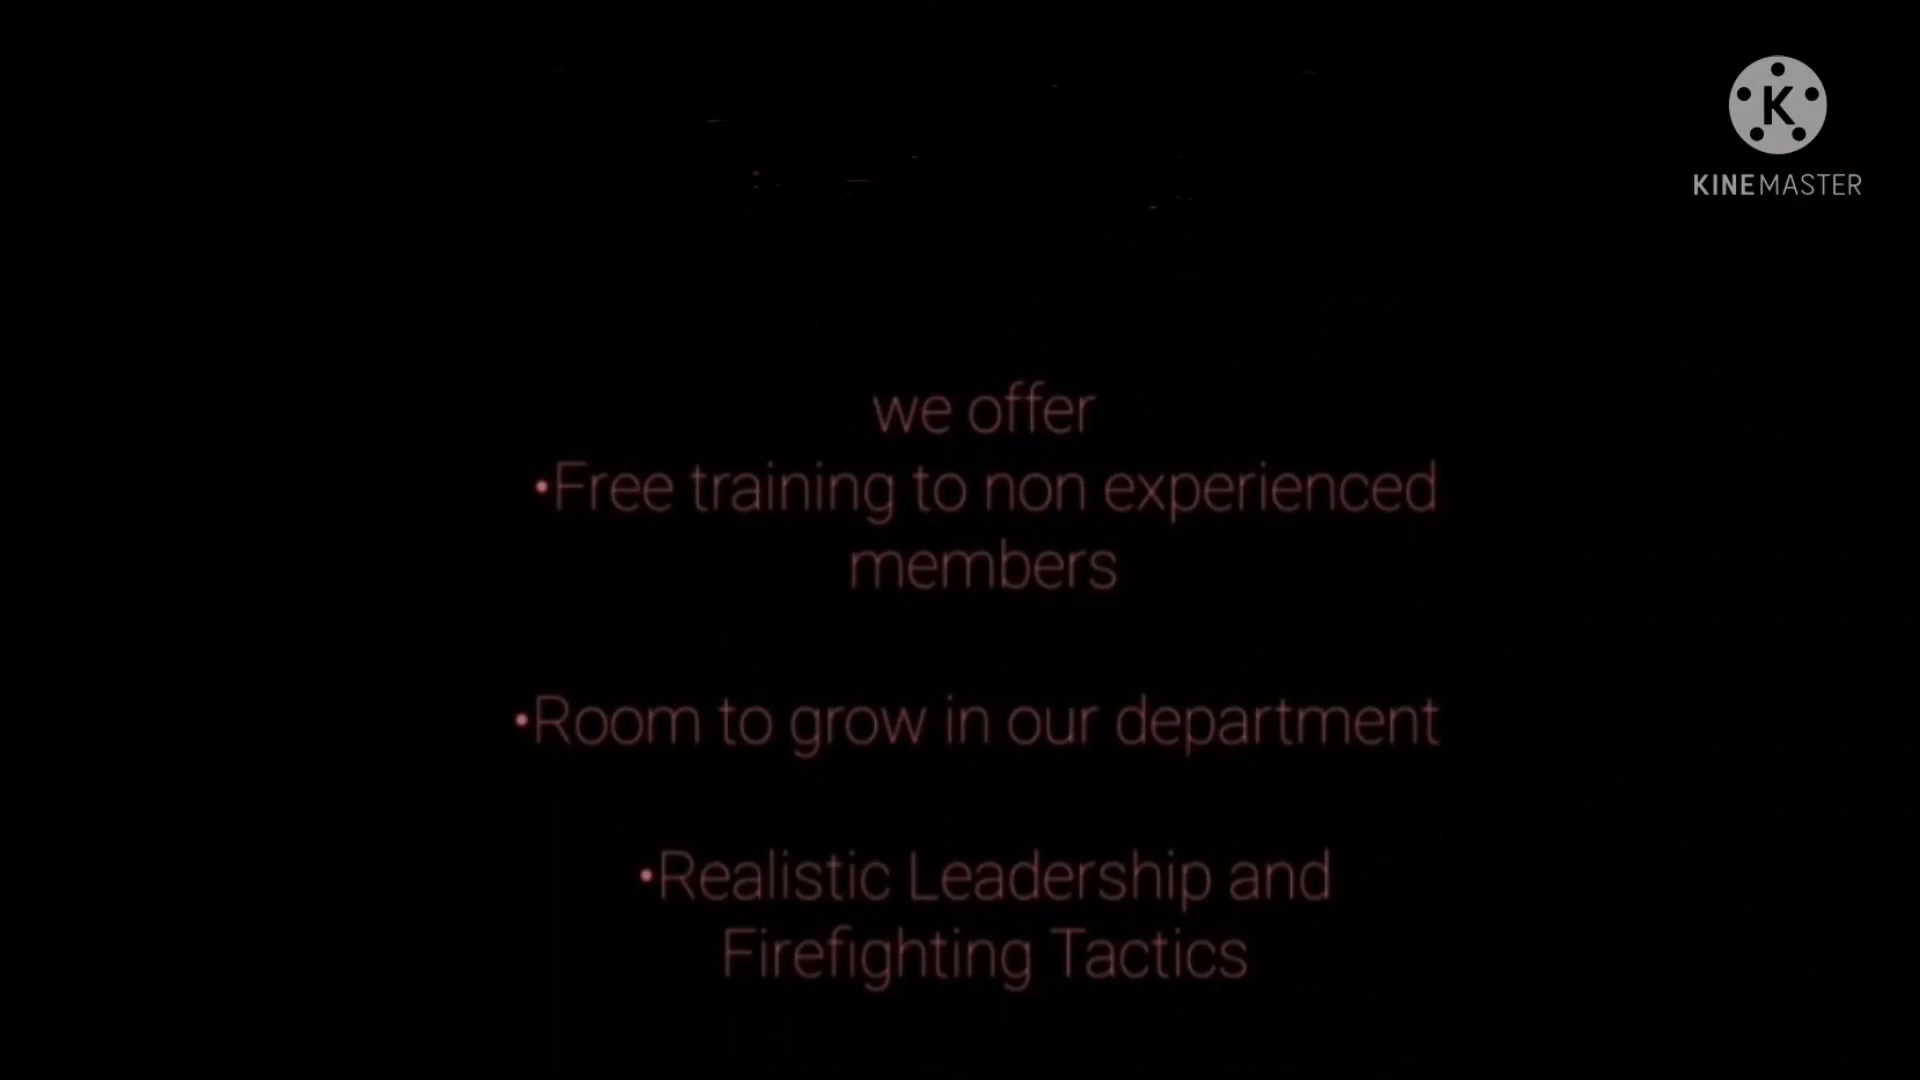 K
KINEMASTER
we offer
•Free training to non experienced
members
•Room to grow in our department
•Realistic Leadership and
Firefighting Tactics